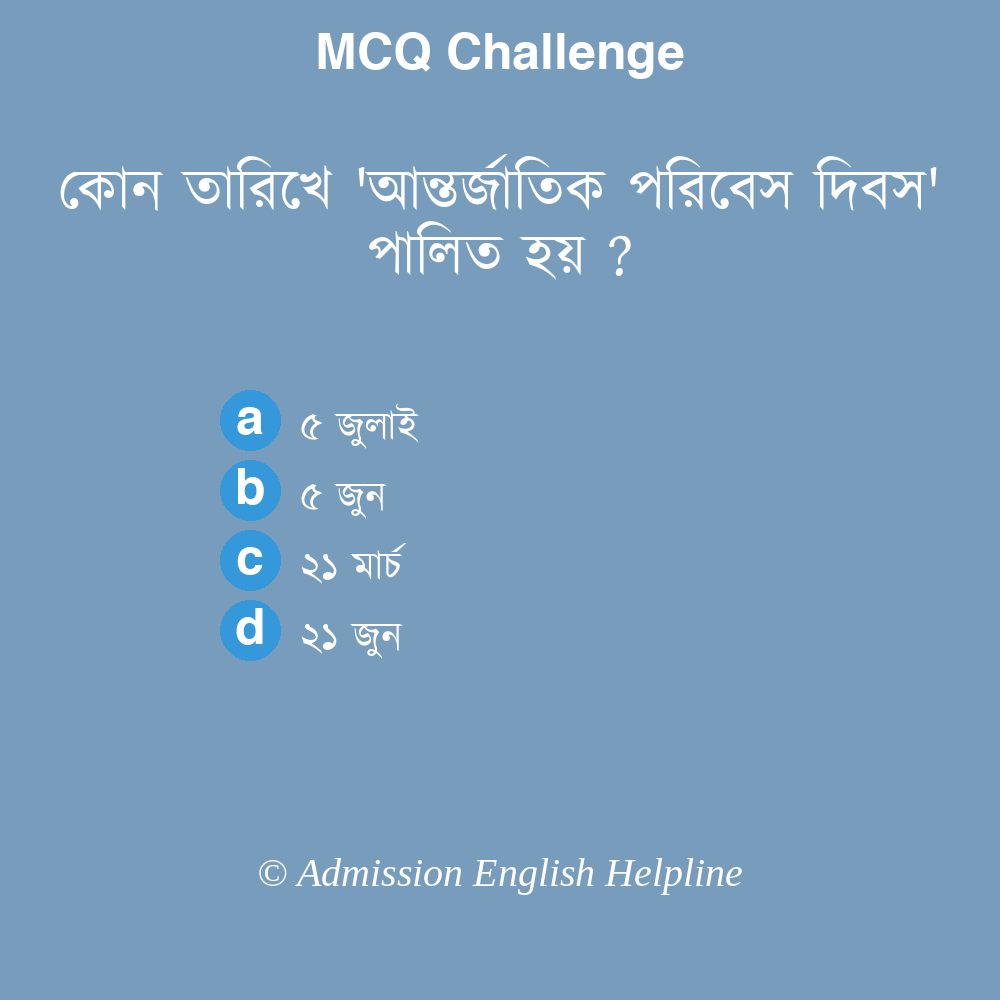 MCQ Challenge
কোন তারিখে 'আন্তর্জাতিক পরিবেস দিবস'
পালিত হয় ?
a ৫ জুলাই
b ৫ জুন
c ২১ মার্চ
d ২১ জুন
© Admission English Helpline